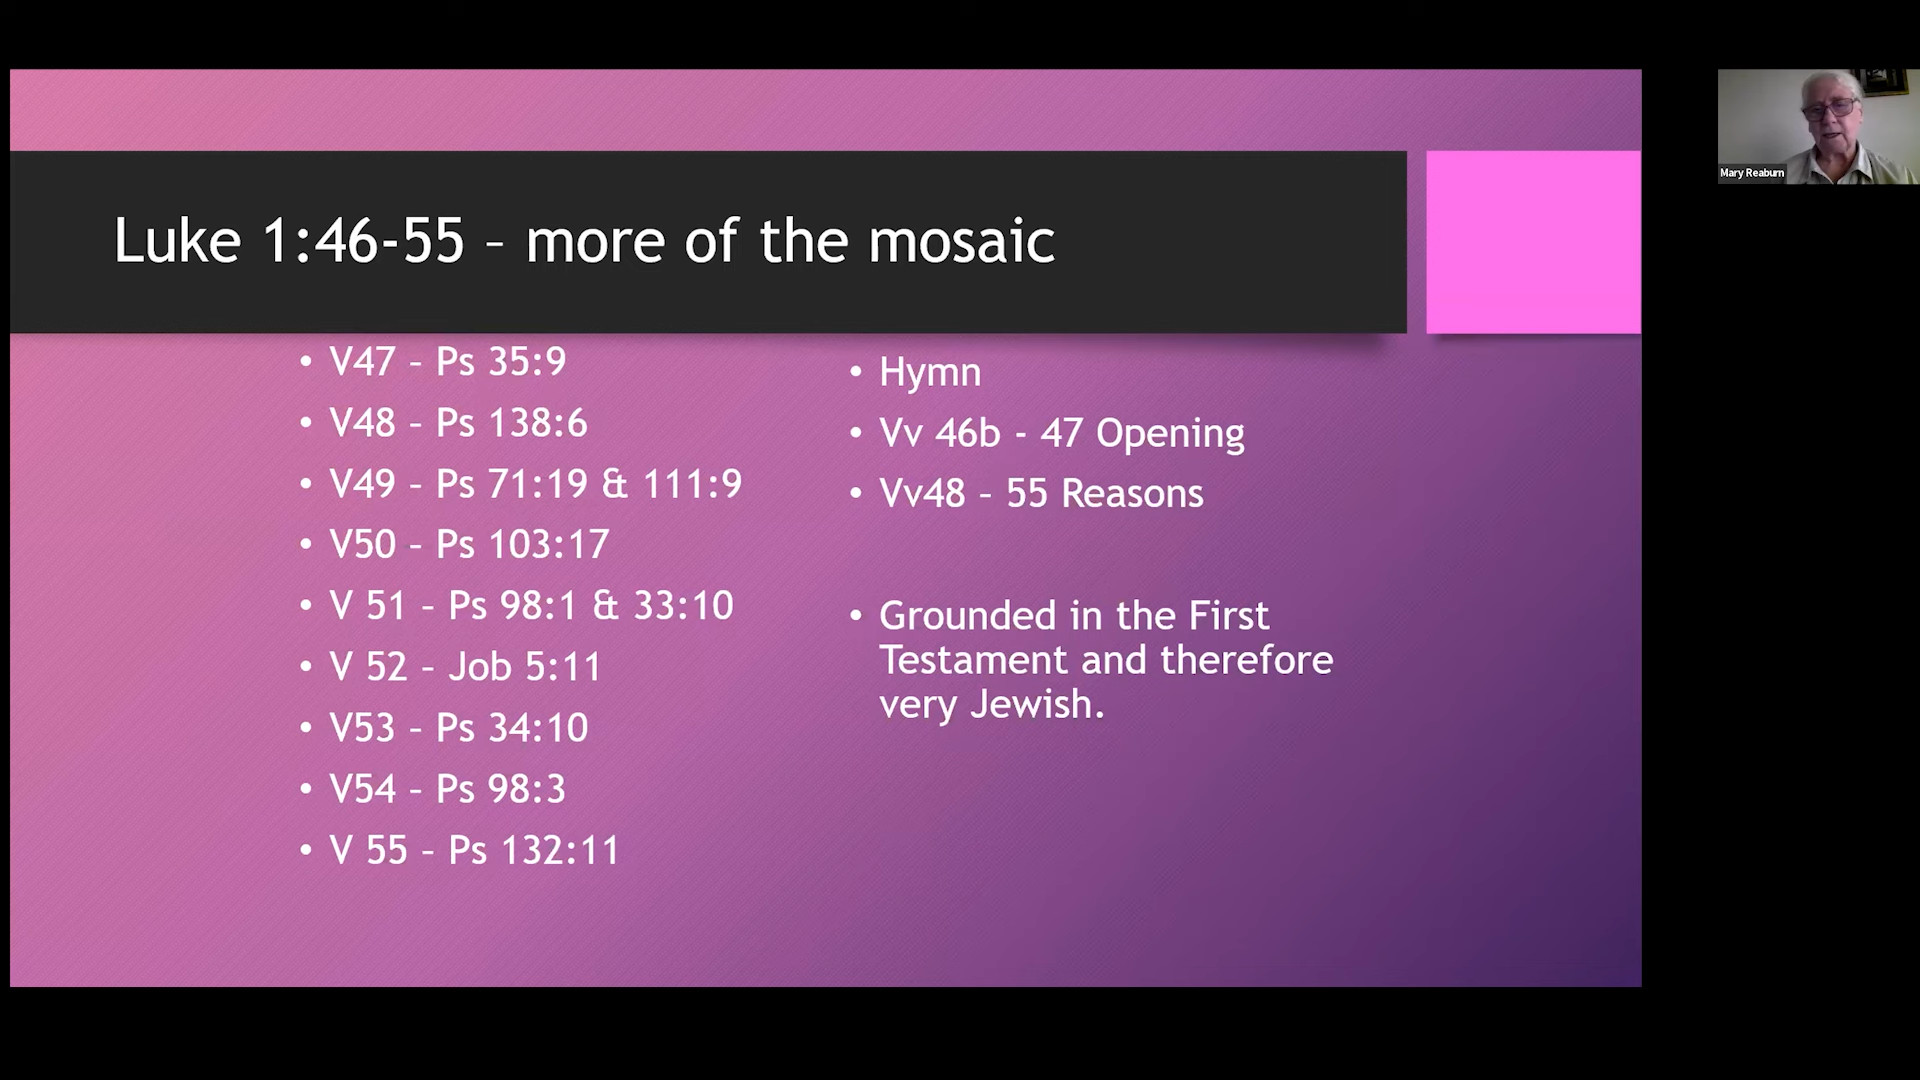 Luke 1:46-55 – more of the mosaic
• V47 – Ps 35:9
• V48 – Ps 138:6
• V49 – Ps 71:19 & 111:9
• V50 – Ps 103:17
• V 51 – Ps 98:1 & 33:10
• V 52 – Job 5:11
• V53 – Ps 34:10
• V54 – Ps 98:3
• V 55 – Ps 132:11
• Hymn
• Vv 46b - 47 Opening
• Vv48 – 55 Reasons
• Grounded in the First
Testament and therefore
very Jewish.
Mary Reaburn